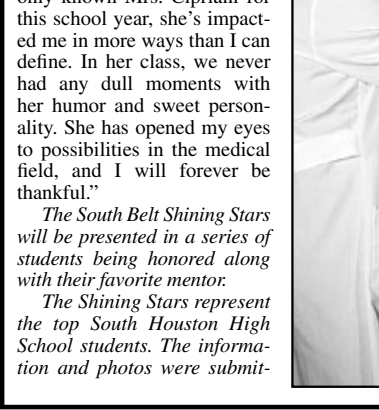 only known Mrs. Cipriani for
this school year, she's impact-
ed me in more ways than I can
define. In her class, we never
had any dull moments with
her humor and sweet person-
ality. She has opened my eyes
to possibilities in the medical
field, and I will forever be
thankful."
The South Belt Shining Stars
will be presented in a series of
students being honored along
with their favorite mentor.
The Shining Stars represent
the top South Houston High
School students. The informa-
tion and photos were submit-